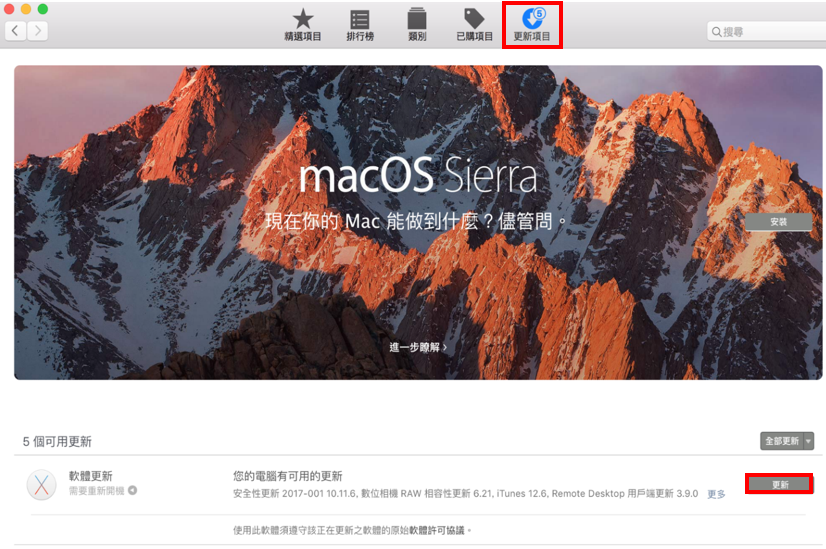 5
精選項目 排行榜 類別 已購項目 更新項目 搜尋
macOS Sierra
現在你的 Mac 能做到什麼？儘管問。
安裝
進一步瞭解 ›
5 個可用更新 全部更新
軟體更新 您的電腦有可用的更新
需要重新開機 安全性更新 2017-001 10.11.6, 數位相機 RAW 相容性更新 6.21, iTunes 12.6, Remote Desktop 用戶端更新 3.9.0 更多 更新
使用此軟體須遵守該正在更新之軟體的原始軟體許可協議。